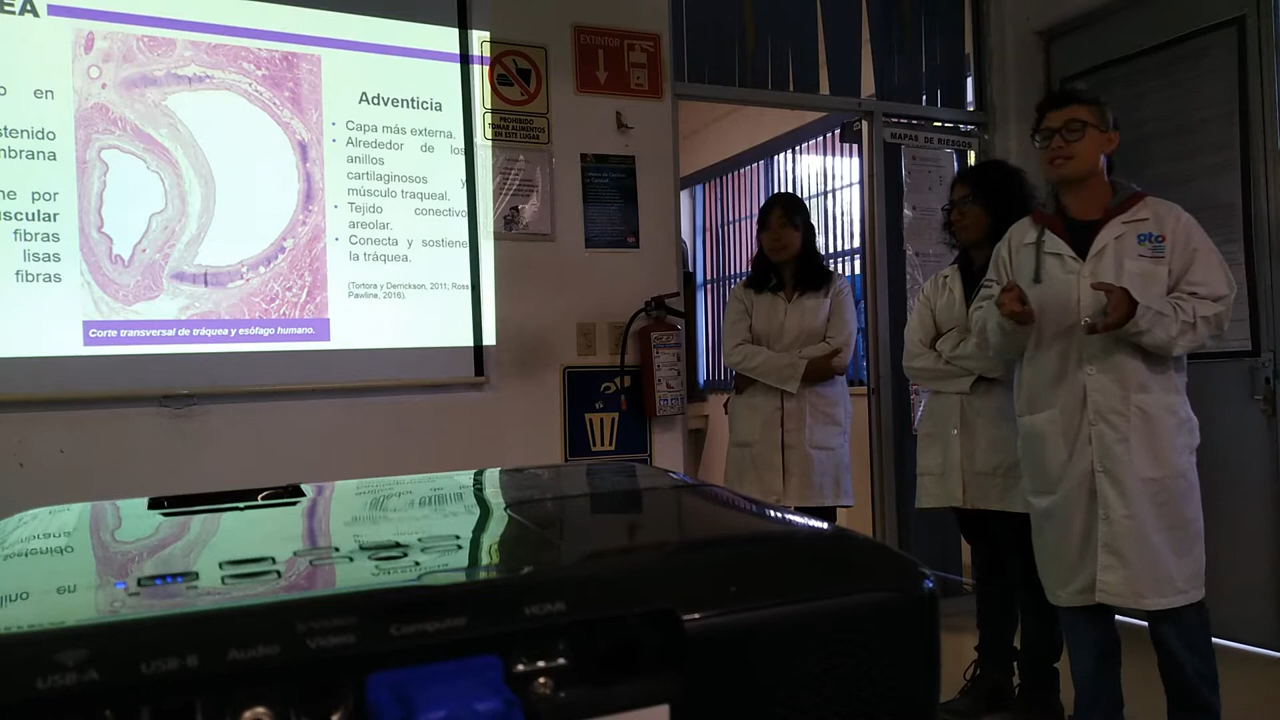 EA
en
stenido
brana
ne por
uscular
fibras
lisas
fibras
Corte transversal de tráquea y esófago humano.
Adventicia
• Capa más externa.
• Alrededor de los
anillos
cartilaginosos y
músculo traqueal.
• Tejido conectivo
areolar.
• Conecta y sostiene
la tráquea.
(Tortora y Derrickson, 2011; Ross
Pawline, 2016).
PROHIBIDO
TOMAR ALIMENTOS
EN ESTE LUGAR
EXTINTOR
MAPAS DE RIESGOS
gto
USB-A
USB-B
Audio
S-Video
Video
Computer
HDMI